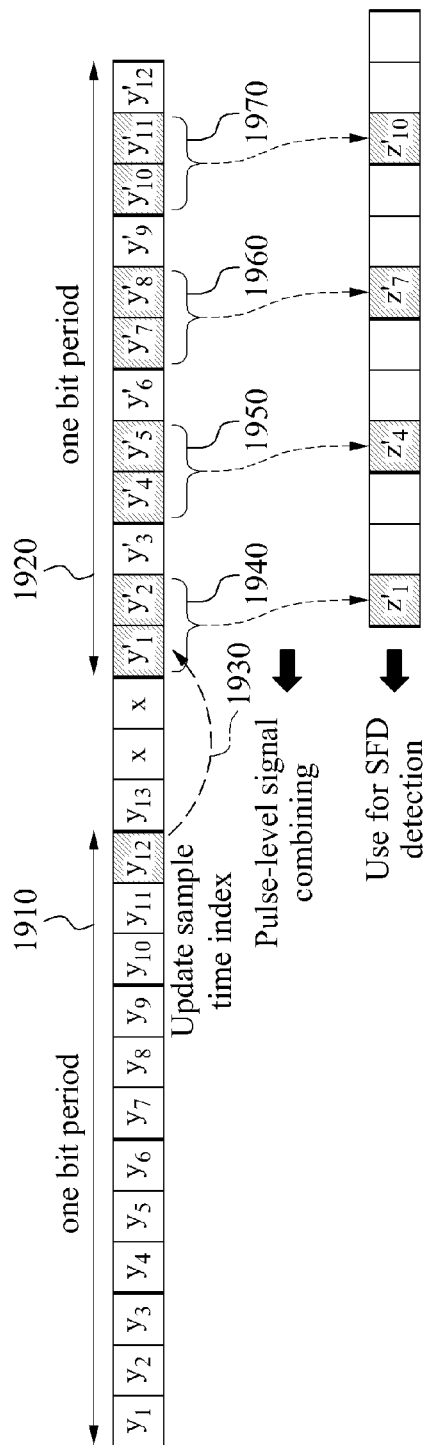 one bit period
1910
one bit period
1920
y1 y2 y3 y4 y5 y6 y7 y8 y9 y10 y11 y12 y13 x x y'1 y'2 y'3 y'4 y'5 y'6 y'7 y'8 y'9 y'10 y'11 y'12
Update sample
time index
1930
1940
1950
1960
1970
Pulse-level signal
combining
z'1 z'4 z'7 z'10
Use for SFD
detection